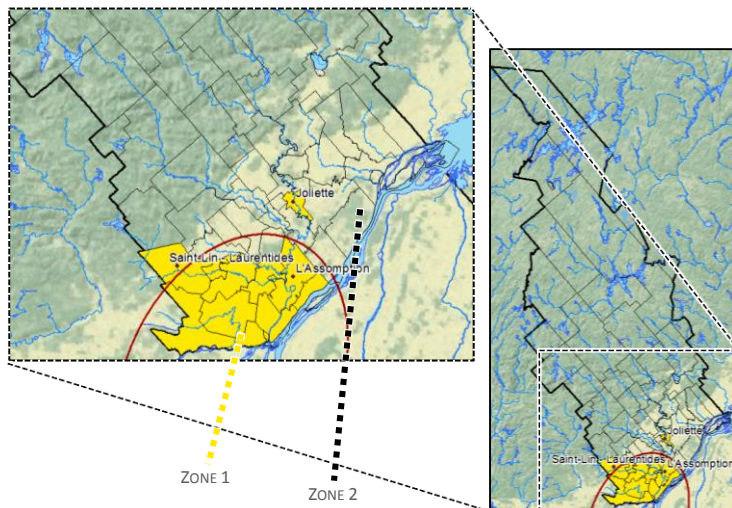 Joliette
Saint-Lin - Laurentides
L'Assomption
Joliette
Saint-Lin - Laurentides
L'Assomption
ZONE 1
ZONE 2